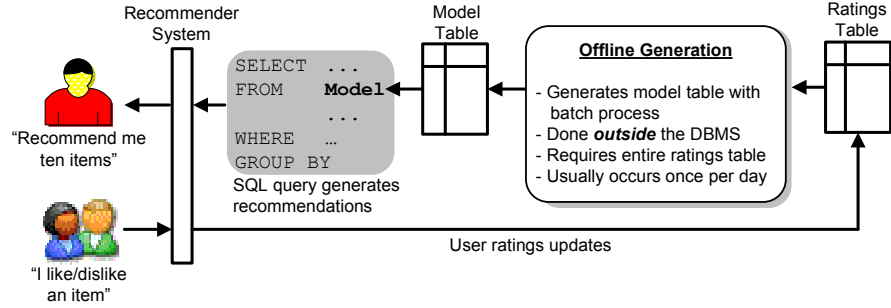 Recommender
System
Model
Table
Ratings
Table
SELECT ...
FROM Model
...
WHERE …
GROUP BY
SQL query generates
recommendations
Offline Generation
- Generates model table with
batch process
- Done outside the DBMS
- Requires entire ratings table
- Usually occurs once per day
“Recommend me
ten items”
User ratings updates
“I like/dislike
an item”